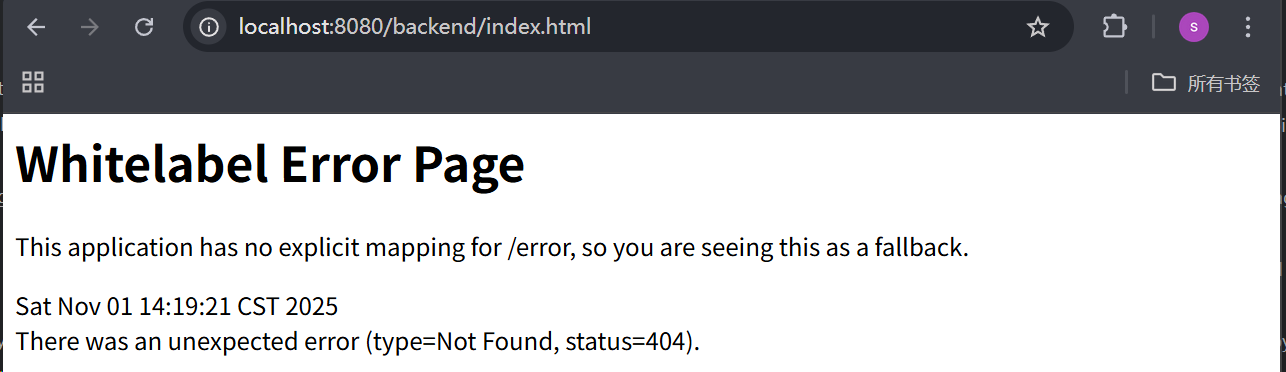 localhost:8080/backend/index.html
s
所有书签
Whitelabel Error Page
This application has no explicit mapping for /error, so you are seeing this as a fallback.
Sat Nov 01 14:19:21 CST 2025
There was an unexpected error (type=Not Found, status=404).